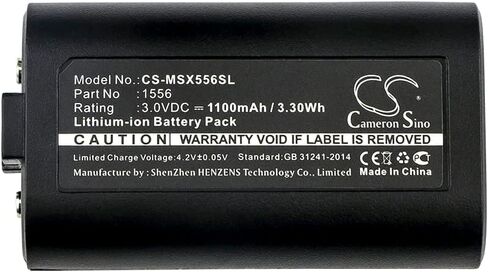 Model No.: CS-MSX556SL
Part No : 1556
Rating : 3.0VDC ⎓ 1100mAh / 3.30Wh
Lithium-ion Battery Pack
CS
Cameron Sino
CAUTION WARRANTY VOID IF LABEL IS REMOVED
Limited Charge Voltage:4.2V±0.05V Standard:GB 31241-2014
Manufacturer : ShenZhen HENZENS Technology Co., Limited. Made In China